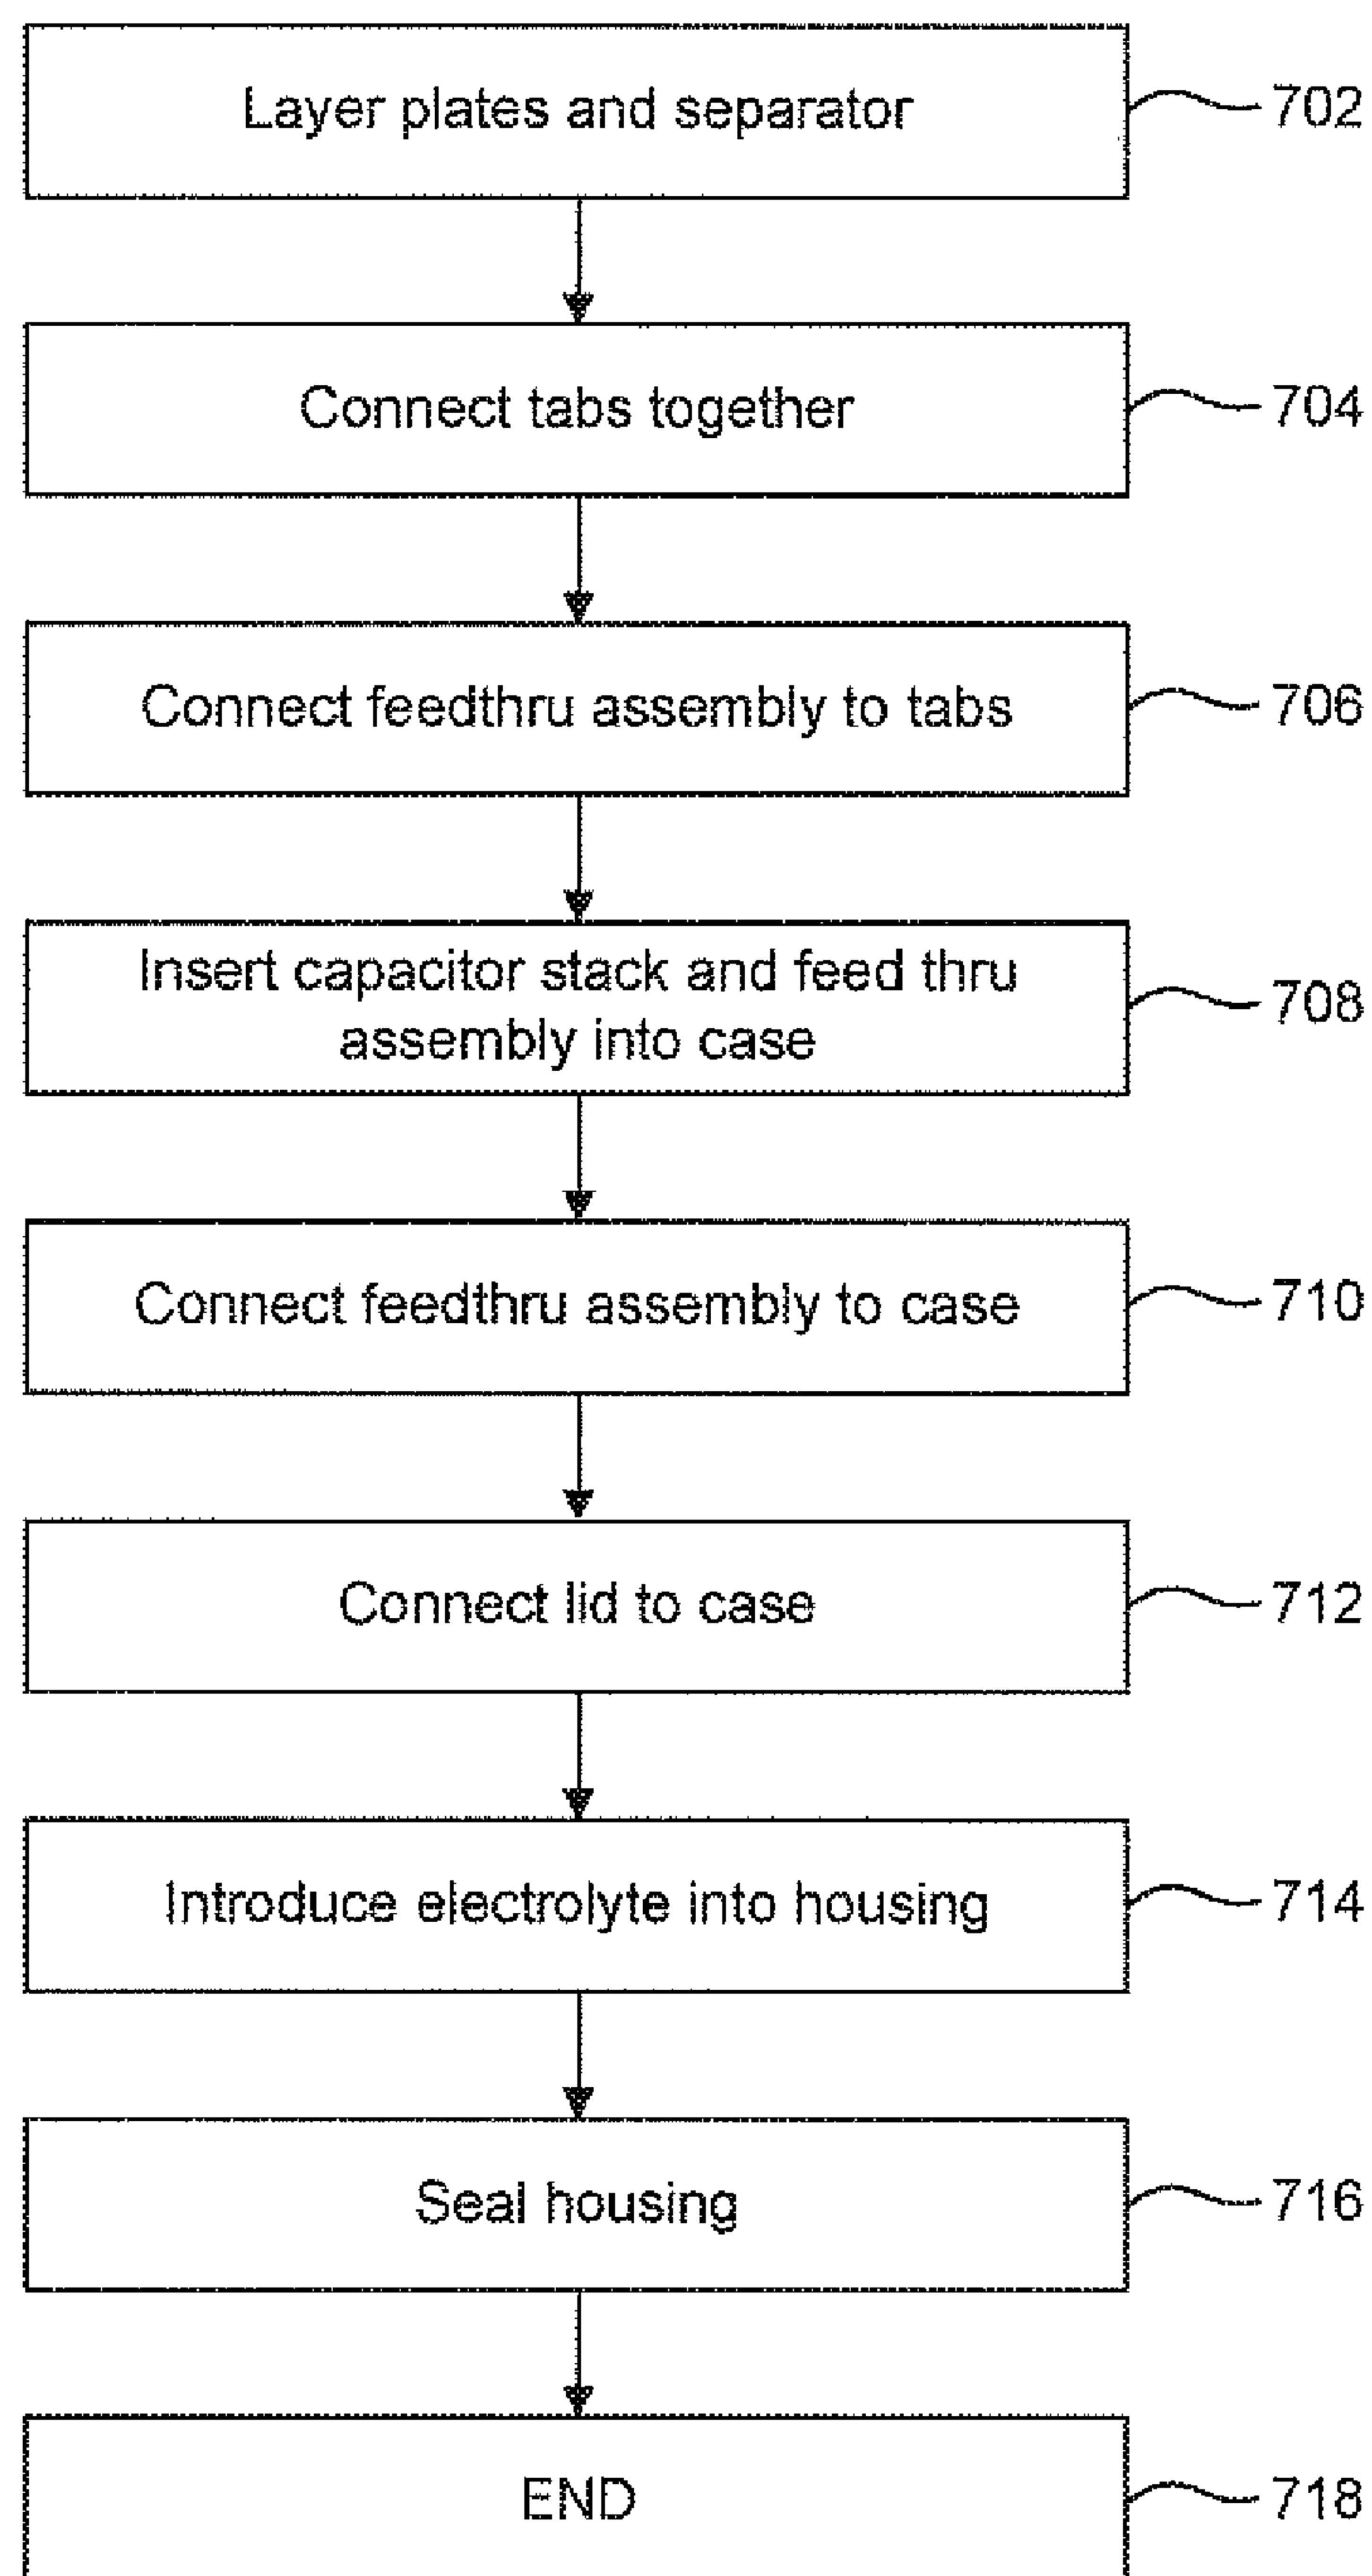 Layer plates and separator
702
Connect tabs together
704
Connect feedthru assembly to tabs
706
Insert capacitor stack and feed thru
assembly into case
708
Connect feedthru assembly to case
710
Connect lid to case
712
Introduce electrolyte into housing
714
Seal housing
716
END
718